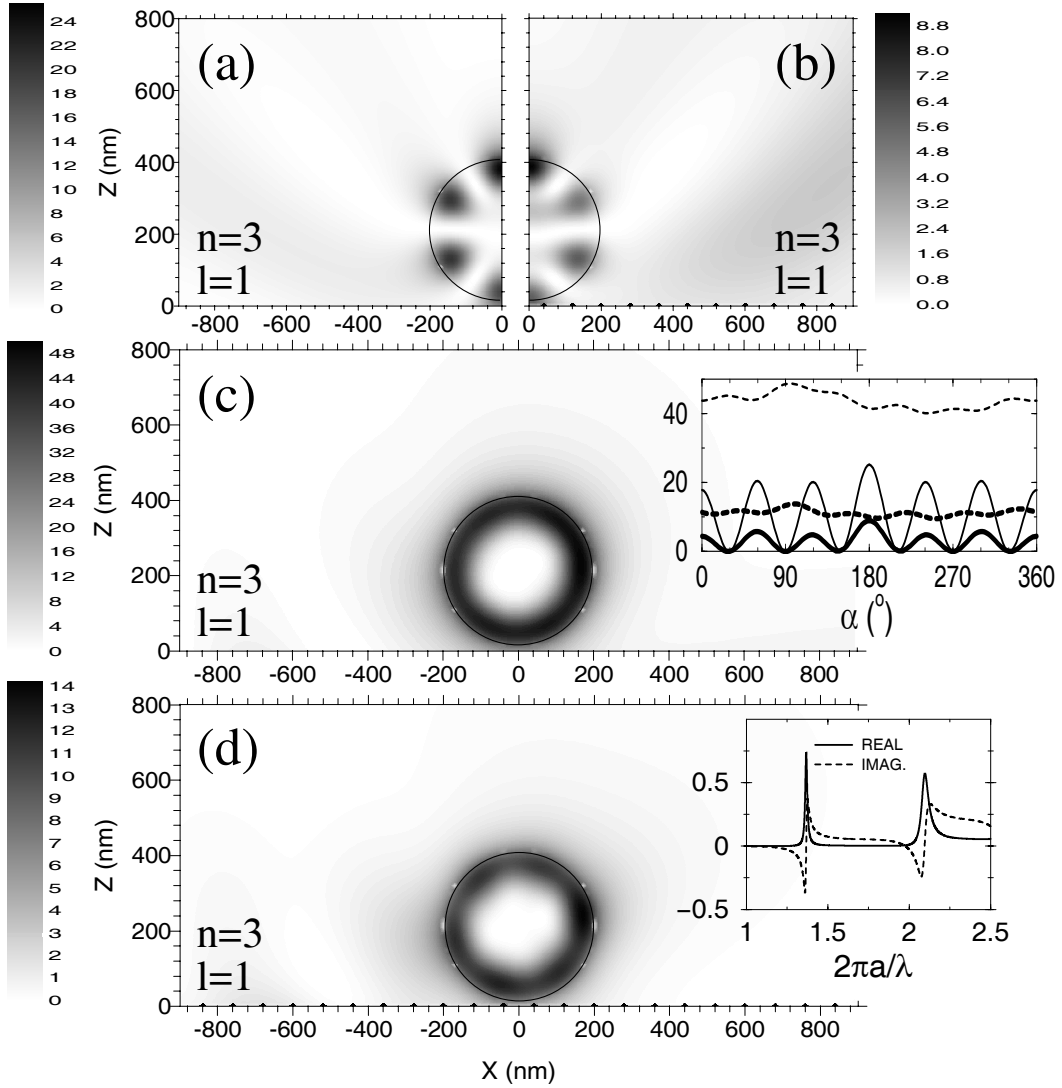 24
22
20
18
16
14
12
10
8
6
4
2
0
800
600
400
200
0
Z (nm)
(a)
n=3
l=1
-800 -600 -400 -200 0
(b)
n=3
l=1
0 200 400 600 800
8.8
8.0
7.2
6.4
5.6
4.8
4.0
3.2
2.4
1.6
0.8
0.0
48
44
40
36
32
28
24
20
16
12
8
4
0
800
600
400
200
0
Z (nm)
(c)
n=3
l=1
-800 -600 -400 -200 0 200 400 600 800
40
20
0
0 90 180 270 360
α (⁰)
14
13
12
11
10
9
8
7
6
5
4
3
2
1
0
800
600
400
200
0
Z (nm)
(d)
n=3
l=1
-800 -600 -400 -200 0 200 400 600 800
X (nm)
REAL
IMAG.
0.5
0
−0.5
1 1.5 2 2.5
2πa/λ